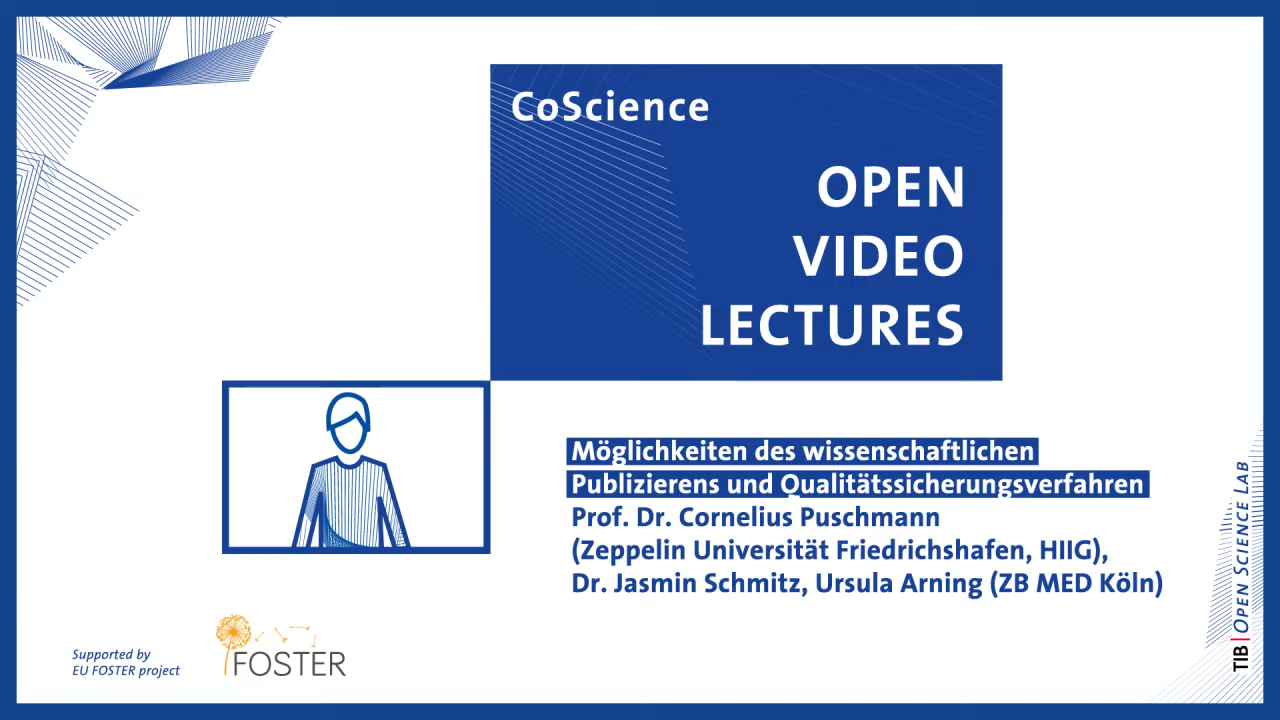 CoScience
OPEN
VIDEO
LECTURES
Möglichkeiten des wissenschaftlichen
Publizierens und Qualitätssicherungsverfahren
Prof. Dr. Cornelius Puschmann
(Zeppelin Universität Friedrichshafen, HIIG),
Dr. Jasmin Schmitz, Ursula Arning (ZB MED Köln)
Supported by
EU FOSTER project
FOSTER
TIB | OPEN SCIENCE LAB